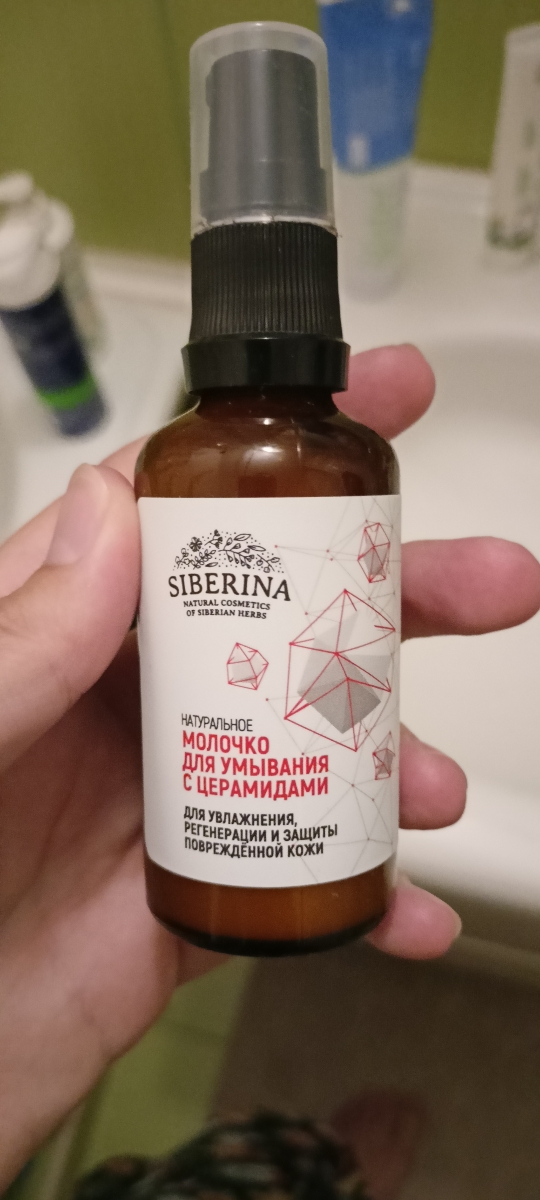 SIBERINA
NATURAL COSMETICS
OF SIBERIAN HERBS
НАТУРАЛЬНОЕ
МОЛОЧКО
ДЛЯ УМЫВАНИЯ
С ЦЕРАМИДАМИ
ДЛЯ УВЛАЖНЕНИЯ,
РЕГЕНЕРАЦИИ И ЗАЩИТЫ
ПОВРЕЖДЁННОЙ КОЖИ